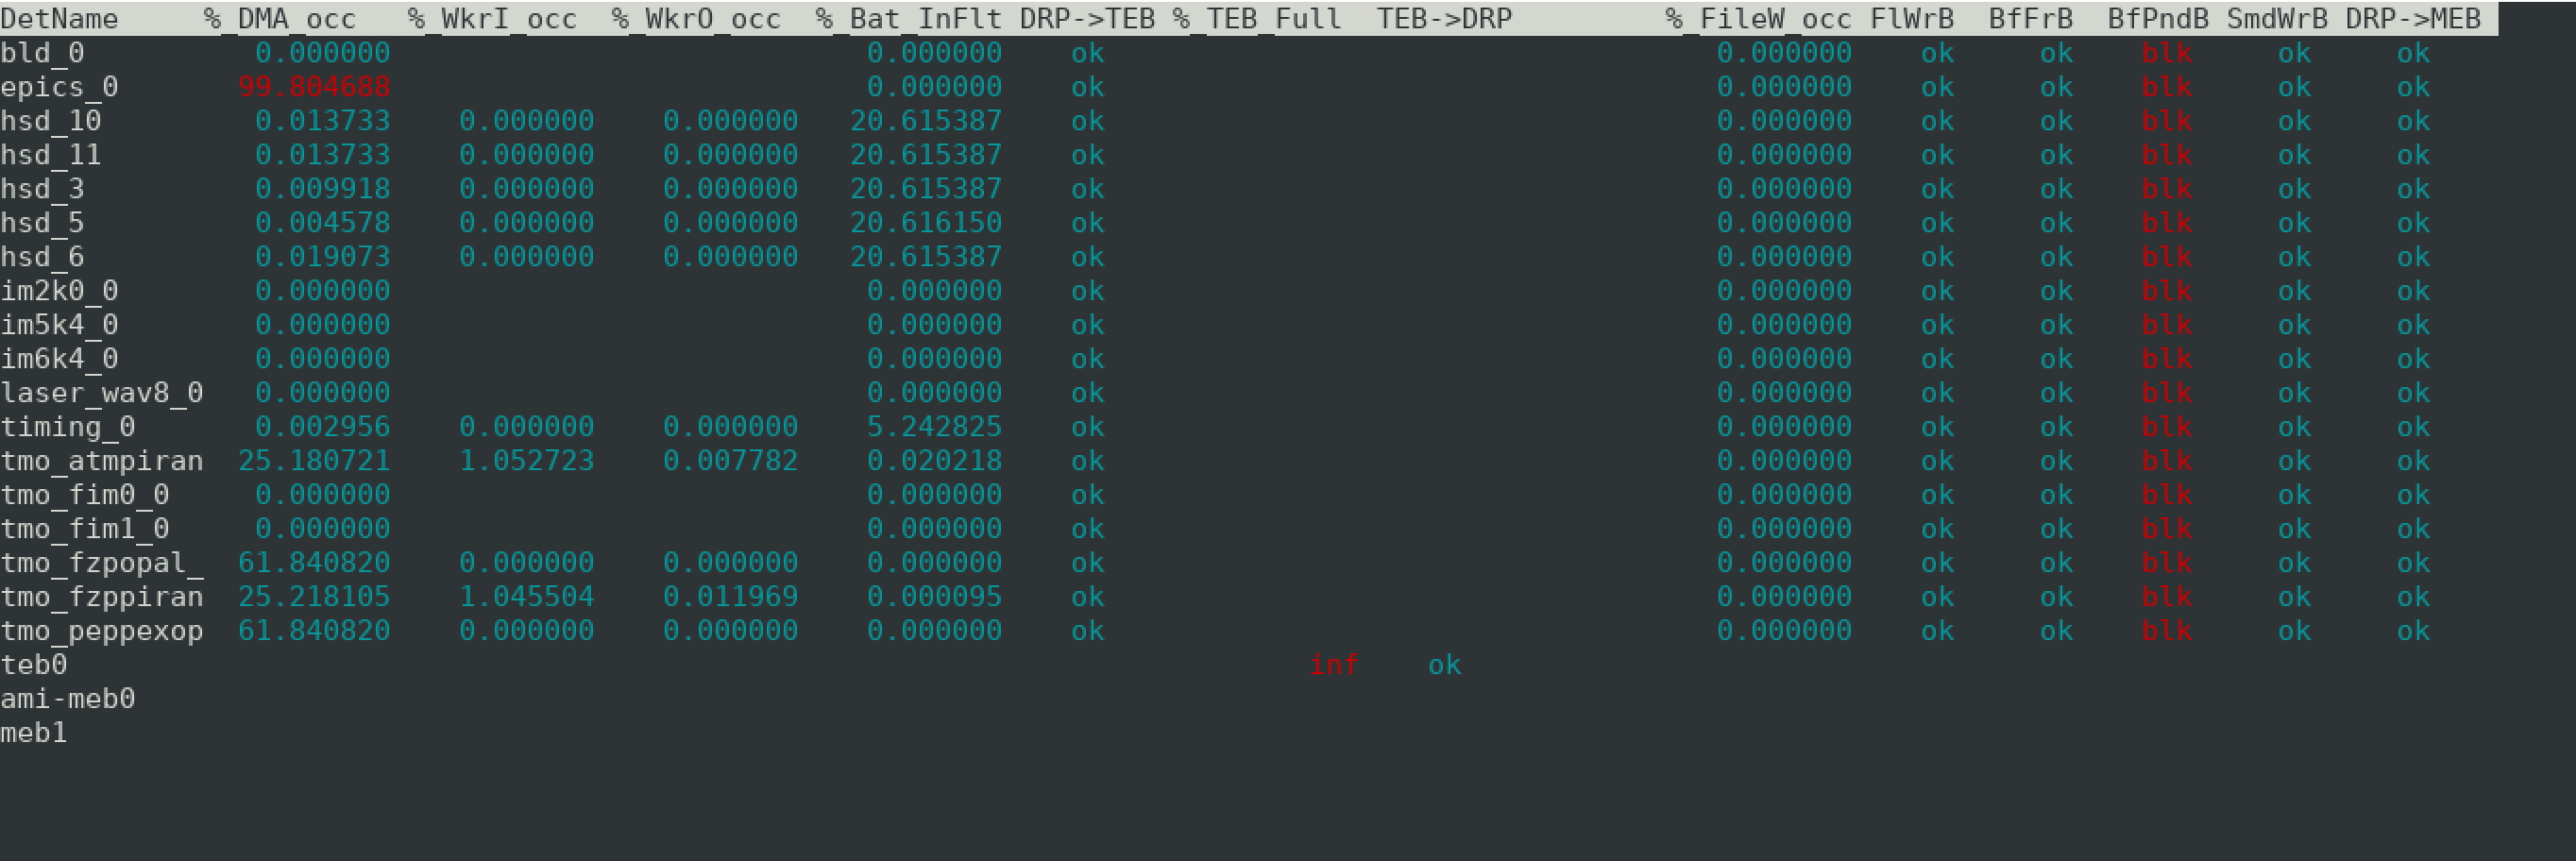 DetName %_DMA_occ %_WkrI_occ %_WkrO_occ %_Bat_InFlt DRP->TEB %_TEB_Full TEB->DRP %_FileW_occ FlWrB BfFrB BfPndB SmdWrB DRP->MEB
bld_0 0.000000 0.000000 ok 0.000000 ok ok blk ok ok
epics_0 99.804688 0.000000 ok 0.000000 ok ok blk ok ok
hsd_10 0.013733 0.000000 0.000000 20.615387 ok 0.000000 ok ok blk ok ok
hsd_11 0.013733 0.000000 0.000000 20.615387 ok 0.000000 ok ok blk ok ok
hsd_3 0.009918 0.000000 0.000000 20.615387 ok 0.000000 ok ok blk ok ok
hsd_5 0.004578 0.000000 0.000000 20.616150 ok 0.000000 ok ok blk ok ok
hsd_6 0.019073 0.000000 0.000000 20.615387 ok 0.000000 ok ok blk ok ok
im2k0_0 0.000000 0.000000 ok 0.000000 ok ok blk ok ok
im5k4_0 0.000000 0.000000 ok 0.000000 ok ok blk ok ok
im6k4_0 0.000000 0.000000 ok 0.000000 ok ok blk ok ok
laser_wav8_0 0.000000 0.000000 ok 0.000000 ok ok blk ok ok
timing_0 0.002956 0.000000 0.000000 5.242825 ok 0.000000 ok ok blk ok ok
tmo_atmpiran 25.180721 1.052723 0.007782 0.020218 ok 0.000000 ok ok blk ok ok
tmo_fim0_0 0.000000 0.000000 ok 0.000000 ok ok blk ok ok
tmo_fim1_0 0.000000 0.000000 ok 0.000000 ok ok blk ok ok
tmo_fzpopal_ 61.840820 0.000000 0.000000 0.000000 ok 0.000000 ok ok blk ok ok
tmo_fzppiran 25.218105 1.045504 0.011969 0.000095 ok 0.000000 ok ok blk ok ok
tmo_peppexop 61.840820 0.000000 0.000000 0.000000 ok 0.000000 ok ok blk ok ok
teb0 inf ok
ami-meb0
meb1